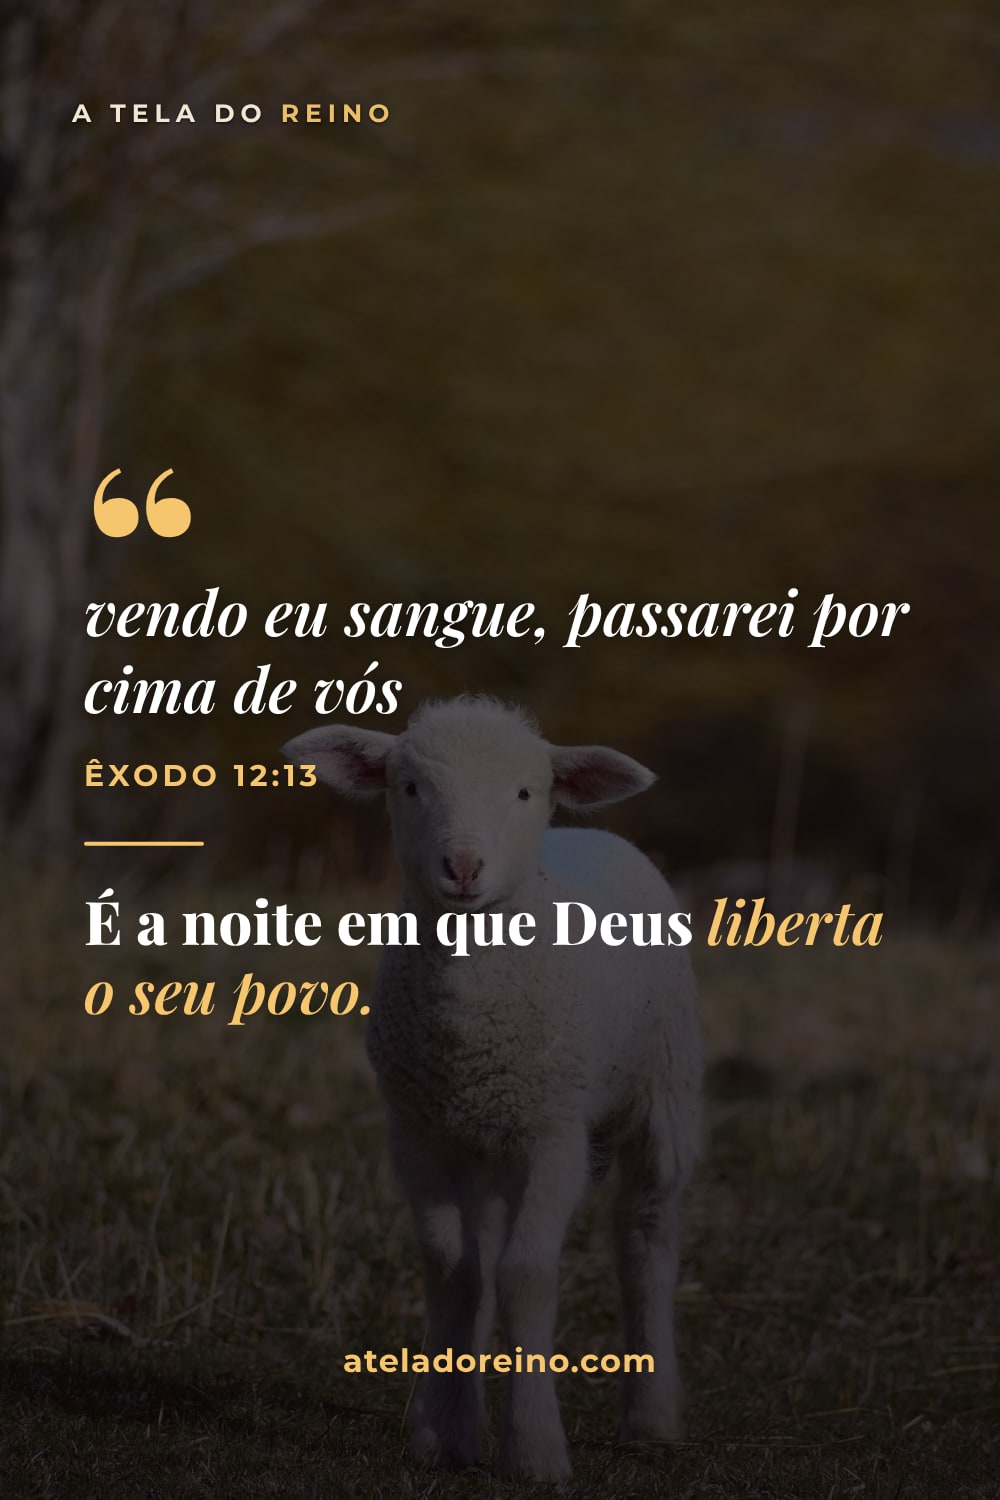 A TELA DO REINO
“
vendo eu sangue, passarei por
cima de vós
ÊXODO 12:13
É a noite em que Deus liberta
o seu povo.
ateladoreino.com